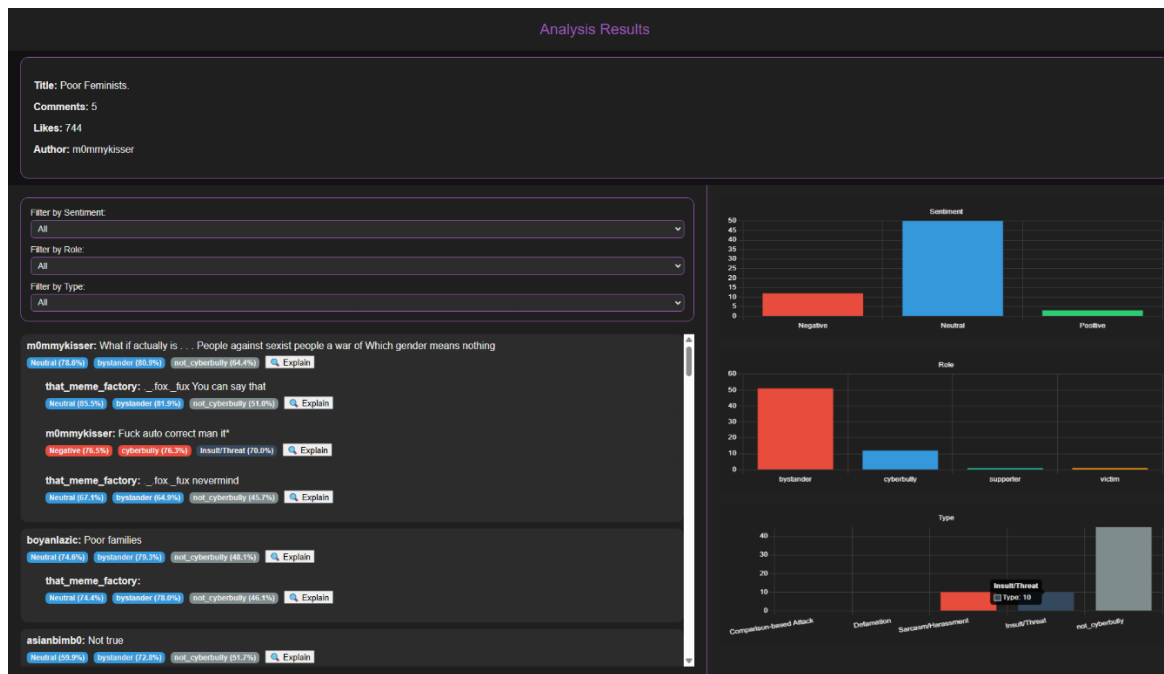 Analysis Results
Title: Poor Feminists.
Comments: 5
Likes: 744
Author: m0mmykisser
Filter by Sentiment:
All
Filter by Role:
All
Filter by Type:
All
m0mmykisser: What if actually is . . . People against sexist people a war of Which gender means nothing
Neutral (78.6%) bystander (80.9%) not_cyberbully (64.4%) 🔍 Explain
that_meme_factory: ._.fox._fux You can say that
Neutral (85.5%) bystander (81.9%) not_cyberbully (51.0%) 🔍 Explain
m0mmykisser: Fuck auto correct man it*
Negative (76.5%) cyberbully (76.3%) Insult/Threat (70.0%) 🔍 Explain
that_meme_factory: ._.fox._fux nevermind
Neutral (67.1%) bystander (64.9%) not_cyberbully (45.7%) 🔍 Explain
boyanlazic: Poor families
Neutral (74.6%) bystander (79.3%) not_cyberbully (48.1%) 🔍 Explain
that_meme_factory:
Neutral (74.4%) bystander (78.0%) not_cyberbully (46.1%) 🔍 Explain
asianbimb0: Not true
Neutral (59.9%) bystander (72.8%) not_cyberbully (51.7%) 🔍 Explain
Sentiment
50
45
40
35
30
25
20
15
10
5
0
Negative Neutral Positive
Role
60
50
40
30
20
10
0
bystander cyberbully supporter victim
Type
40
30
20
10
0
Insult/Threat
Type: 10
Comparison-based Attack Defamation Sarcasm/Harassment Insult/Threat not_cyberbully